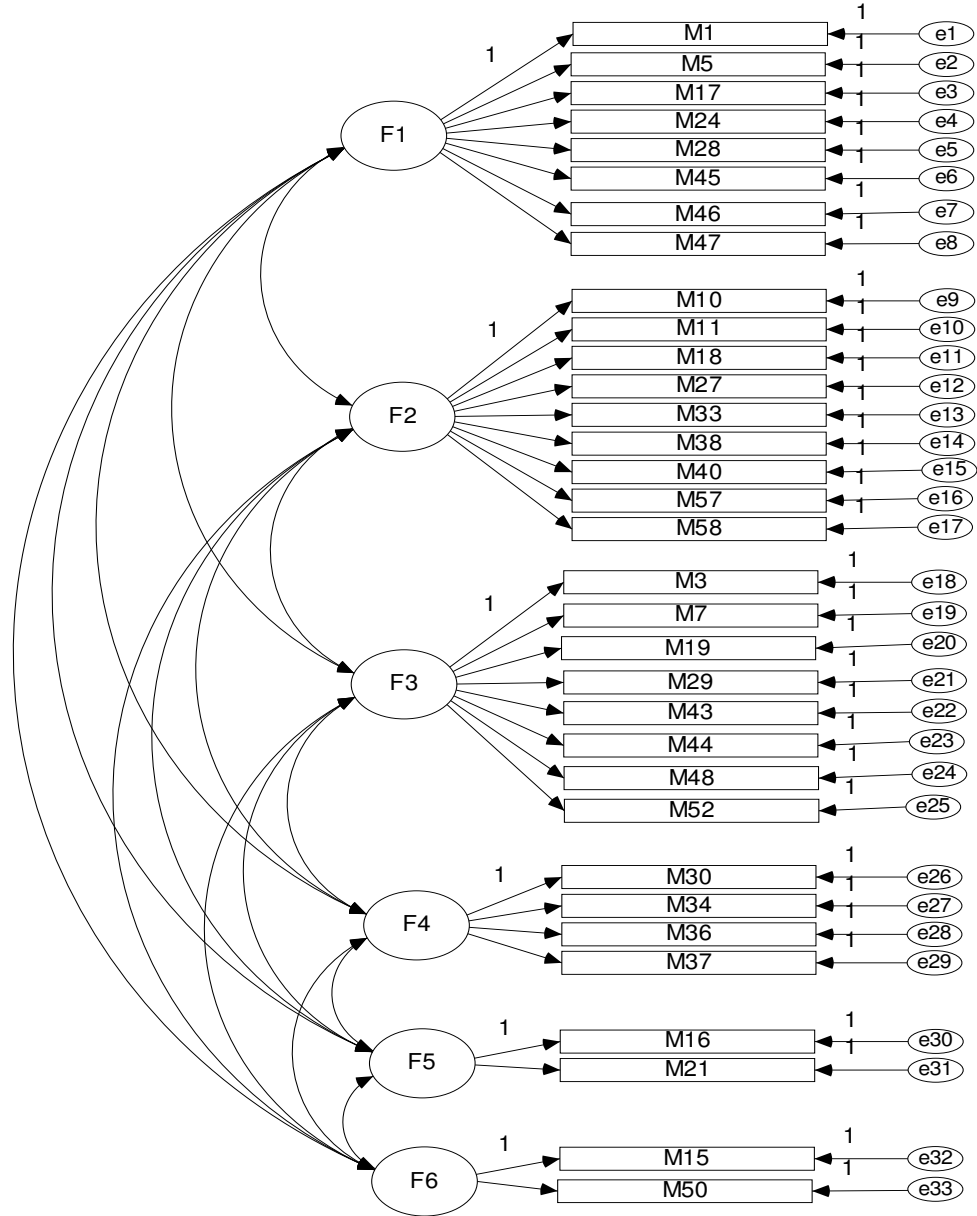 1
M1 e1
1
1
M5 e2
1
M17 e3
1
M24 e4
F1
1
M28 e5
1
M45 e6
1
M46 e7
1
M47 e8
1
M10 e9
1
1
M11 e10
1
M18 e11
1
M27 e12
F2
1
M33 e13
1
M38 e14
1
M40 e15
1
M57 e16
1
M58 e17
1
M3 e18
1
1
M7 e19
1
M19 e20
1
F3
M29 e21
1
M43 e22
1
M44 e23
1
M48 e24
1
M52 e25
1
M30 e26
1
1
M34 e27
F4
1
M36 e28
1
M37 e29
1
1
M16 e30
1
F5
M21 e31
1
1
M15 e32
1
F6
M50 e33